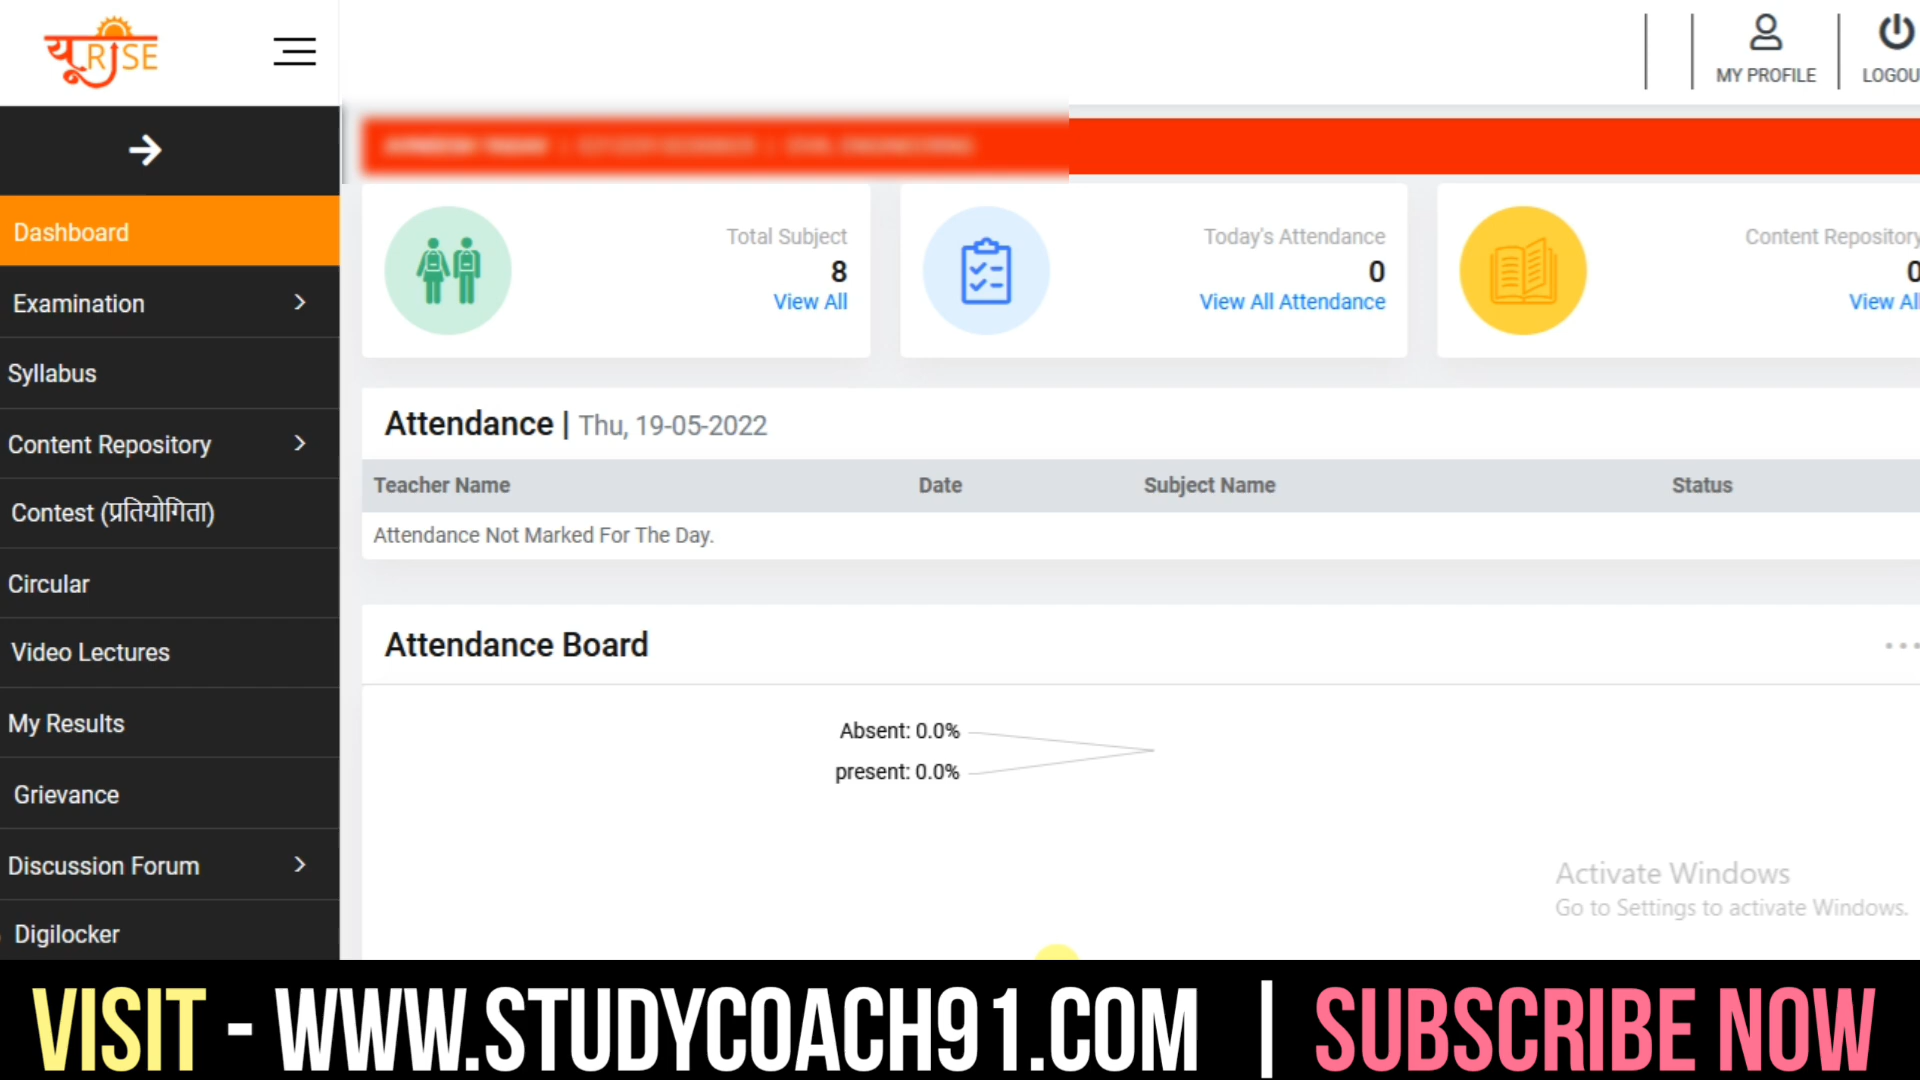 यू RISE
MY PROFILE
LOGOU
Dashboard
Examination
Syllabus
Content Repository
Contest (प्रतियोगिता)
Circular
Video Lectures
My Results
Grievance
Discussion Forum
Digilocker
Total Subject
8
View All
Today's Attendance
0
View All Attendance
Content Repository
0
View All
Attendance | Thu, 19-05-2022
Teacher Name Date Subject Name Status
Attendance Not Marked For The Day.
Attendance Board
Absent: 0.0%
present: 0.0%
Activate Windows
Go to Settings to activate Windows.
VISIT - WWW.STUDYCOACH91.COM | SUBSCRIBE NOW